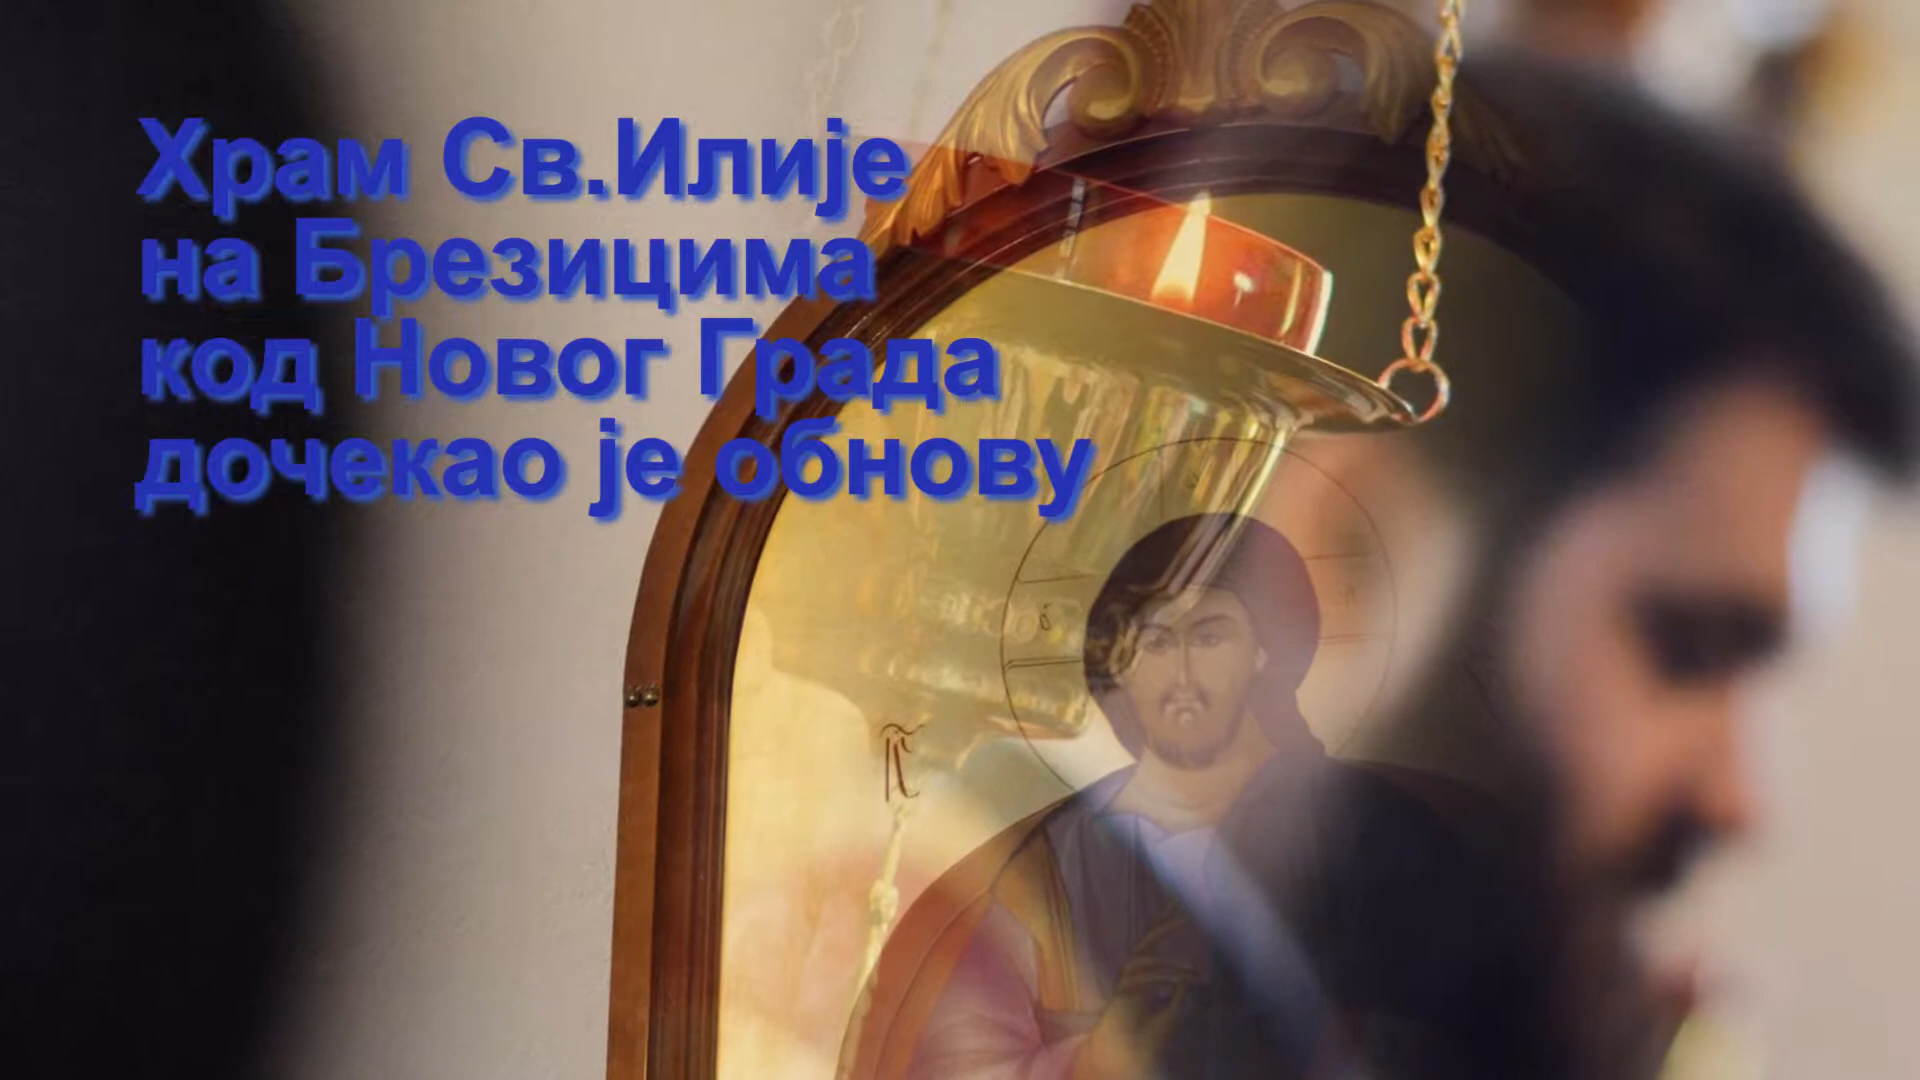 Храм Св.Илије
на Брезицима
код Новог Града
дочекао је обнову